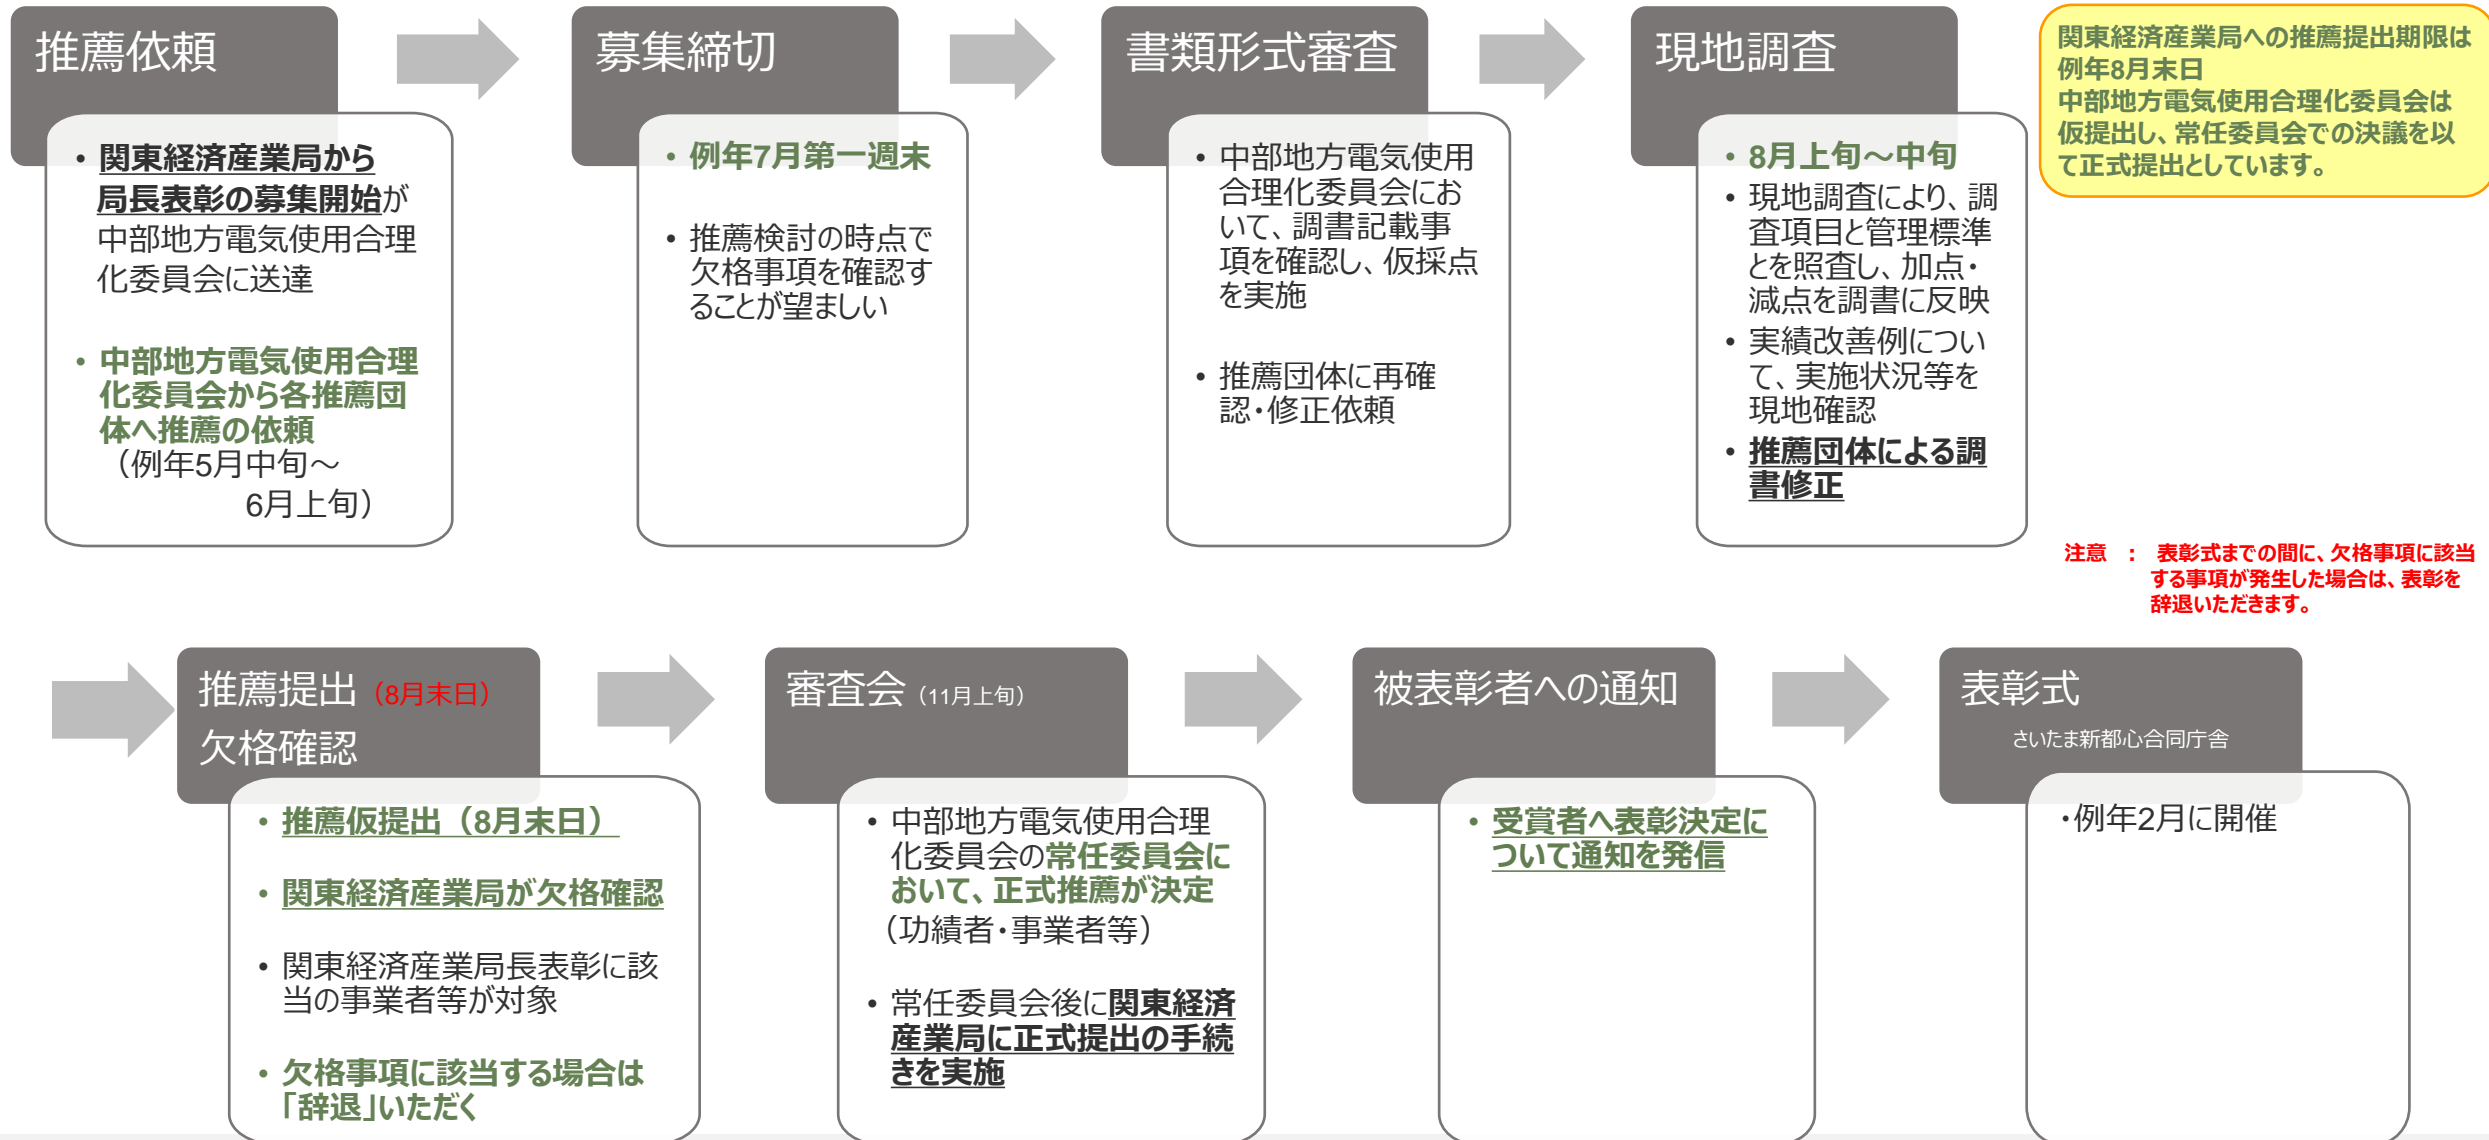 推薦依頼
• 関東経済産業局から
局長表彰の募集開始が
中部地方電気使用合理
化委員会に送達
• 中部地方電気使用合理
化委員会から各推薦団
体へ推薦の依頼
（例年5月中旬～
6月上旬）
募集締切
• 例年7月第一週末
• 推薦検討の時点で
欠格事項を確認す
ることが望ましい
書類形式審査
• 中部地方電気使用
合理化委員会にお
いて、調書記載事
項を確認し、仮採点
を実施
• 推薦団体に再確
認・修正依頼
現地調査
• 8月上旬～中旬
• 現地調査により、調
査項目と管理標準
とを照査し、加点・
減点を調書に反映
• 実績改善例につい
て、実施状況等を
現地確認
• 推薦団体による調
書修正
関東経済産業局への推薦提出期限は
例年8月末日
中部地方電気使用合理化委員会は
仮提出し、常任委員会での決議を以
て正式提出としています。
注意 ： 表彰式までの間に、欠格事項に該当
する事項が発生した場合は、表彰を
辞退いただきます。
推薦提出（8月末日）
欠格確認
• 推薦仮提出（8月末日）
• 関東経済産業局が欠格確認
• 関東経済産業局長表彰に該
当の事業者等が対象
• 欠格事項に該当する場合は
「辞退」いただく
審査会（11月上旬）
• 中部地方電気使用合理
化委員会の常任委員会に
おいて、正式推薦が決定
（功績者・事業者等）
• 常任委員会後に関東経済
産業局に正式提出の手続
きを実施
被表彰者への通知
• 受賞者へ表彰決定に
ついて通知を発信
表彰式
さいたま新都心合同庁舎
・例年2月に開催